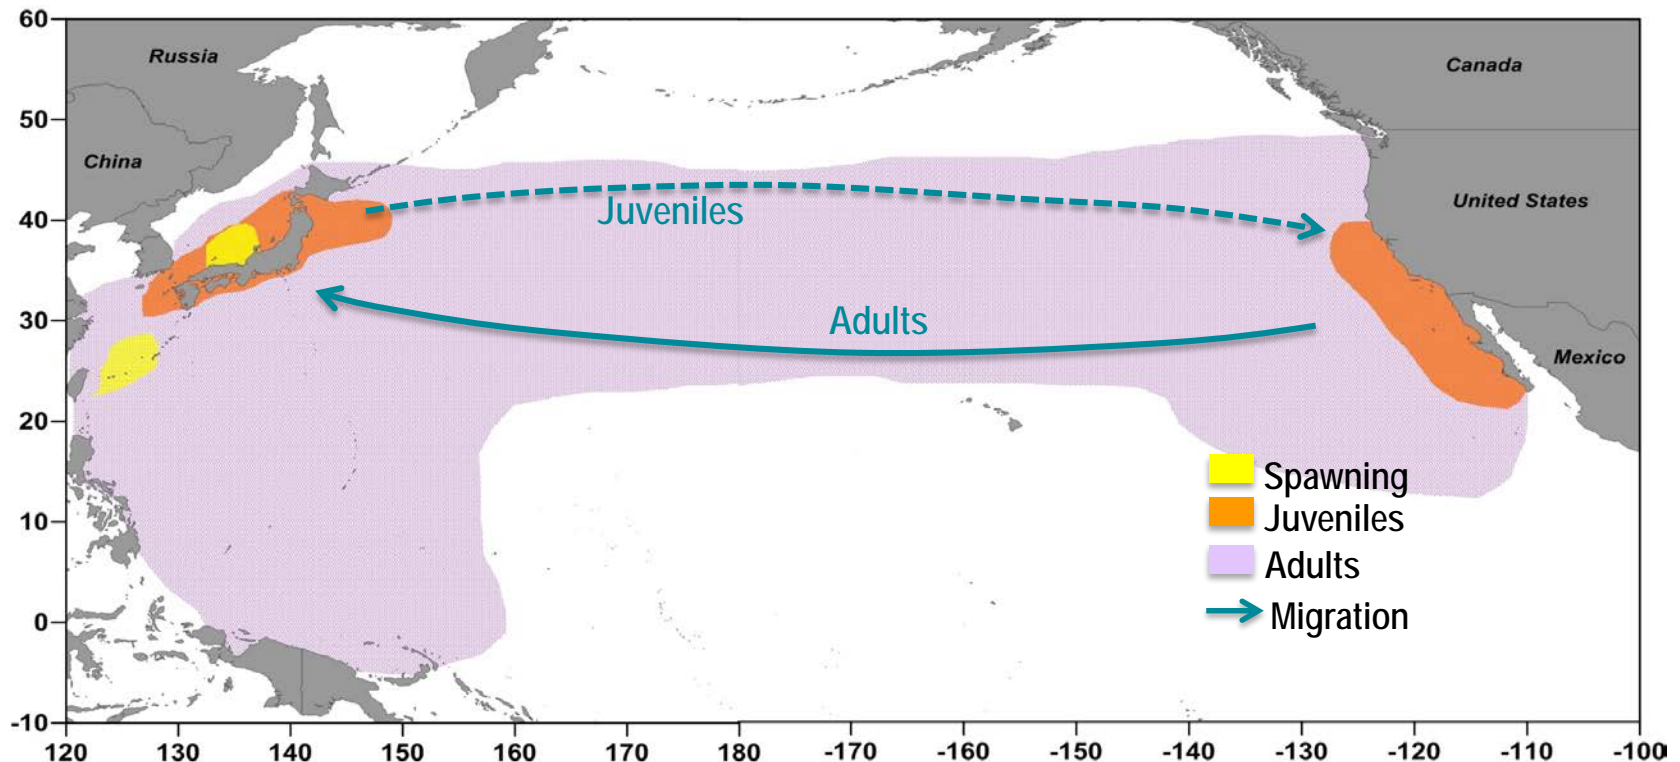 60
50
40
30
20
10
0
-10
Russia
China
Canada
United States
Mexico
Juveniles
Adults
Spawning
Juveniles
Adults
Migration
120 130 140 150 160 170 180 -170 -160 -150 -140 -130 -120 -110 -100